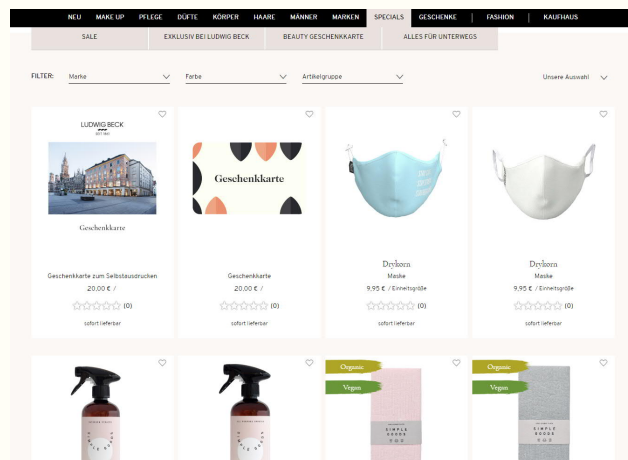 NEU MAKE UP PFLEGE DÜFTE KÖRPER HAARE MÄNNER MARKEN SPECIALS GESCHENKE | FASHION | KAUFHAUS
SALE EXKLUSIV BEI LUDWIG BECK BEAUTY GESCHENKKARTE ALLES FÜR UNTERWEGS
FILTER: Marke Farbe Artikelgruppe Unsere Auswahl
LUDWIG BECK
Geschenkkarte
Geschenkkarte
Drykorn Drykorn
Geschenkkarte zum Selbstausdrucken Geschenkkarte Maske Maske
20,00 € / 20,00 € / 9,95 € / Einheitsgröße 9,95 € / Einheitsgröße
(0) (0) (0) (0)
sofort lieferbar sofort lieferbar sofort lieferbar sofort lieferbar
Organic Organic
Vegan Vegan
SIMPLE SIMPLE
GOODS GOODS